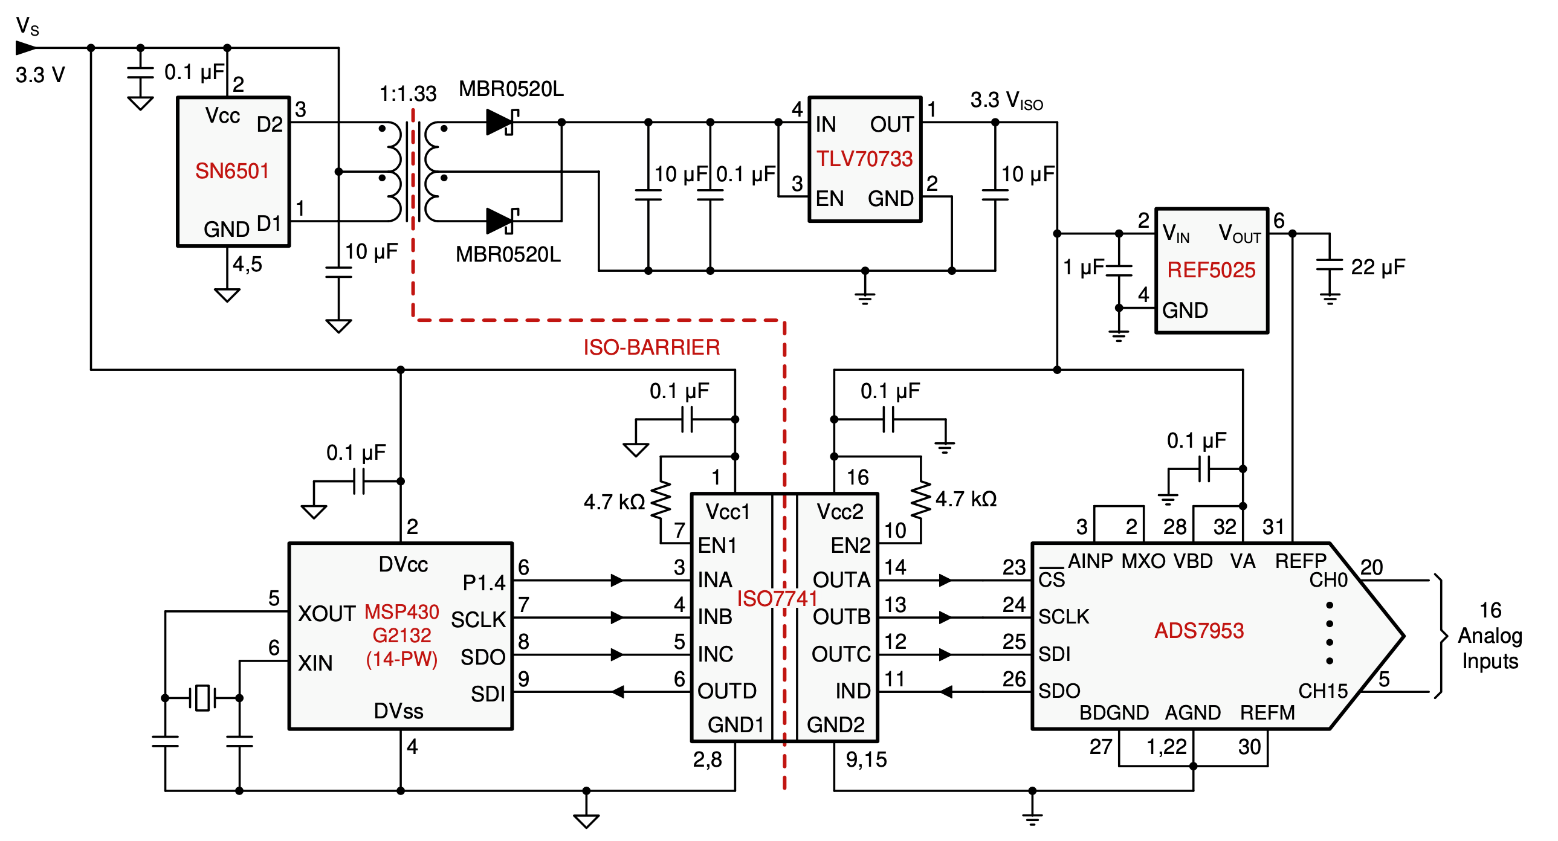 VS
3.3 V
0.1 µF
2
Vcc
D2
3
SN6501
GND
D1
1
4,5
10 µF
1:1.33
MBR0520L
MBR0520L
10 µF
0.1 µF
4
IN
OUT
1
TLV70733
3
EN
GND
2
3.3 VISO
10 µF
2
VIN
VOUT
6
1 µF
REF5025
22 µF
4
GND
ISO-BARRIER
0.1 µF
0.1 µF
0.1 µF
0.1 µF
4.7 kΩ
4.7 kΩ
1
16
Vcc1
Vcc2
7
EN1
EN2
10
3
INA
OUTA
14
ISO7741
4
INB
OUTB
13
5
INC
OUTC
12
6
OUTD
IND
11
GND1
GND2
2,8
9,15
2
DVcc
P1.4
6
5
XOUT
MSP430
G2132
(14-PW)
SCLK
7
6
XIN
SDO
8
SDI
9
DVss
4
3
2
28
32
31
AINP
MXO
VBD
VA
REFP
23
CS
CH0
20
24
SCLK
ADS7953
25
SDI
26
SDO
CH15
5
BDGND
AGND
REFM
27
1,22
30
16
Analog
Inputs